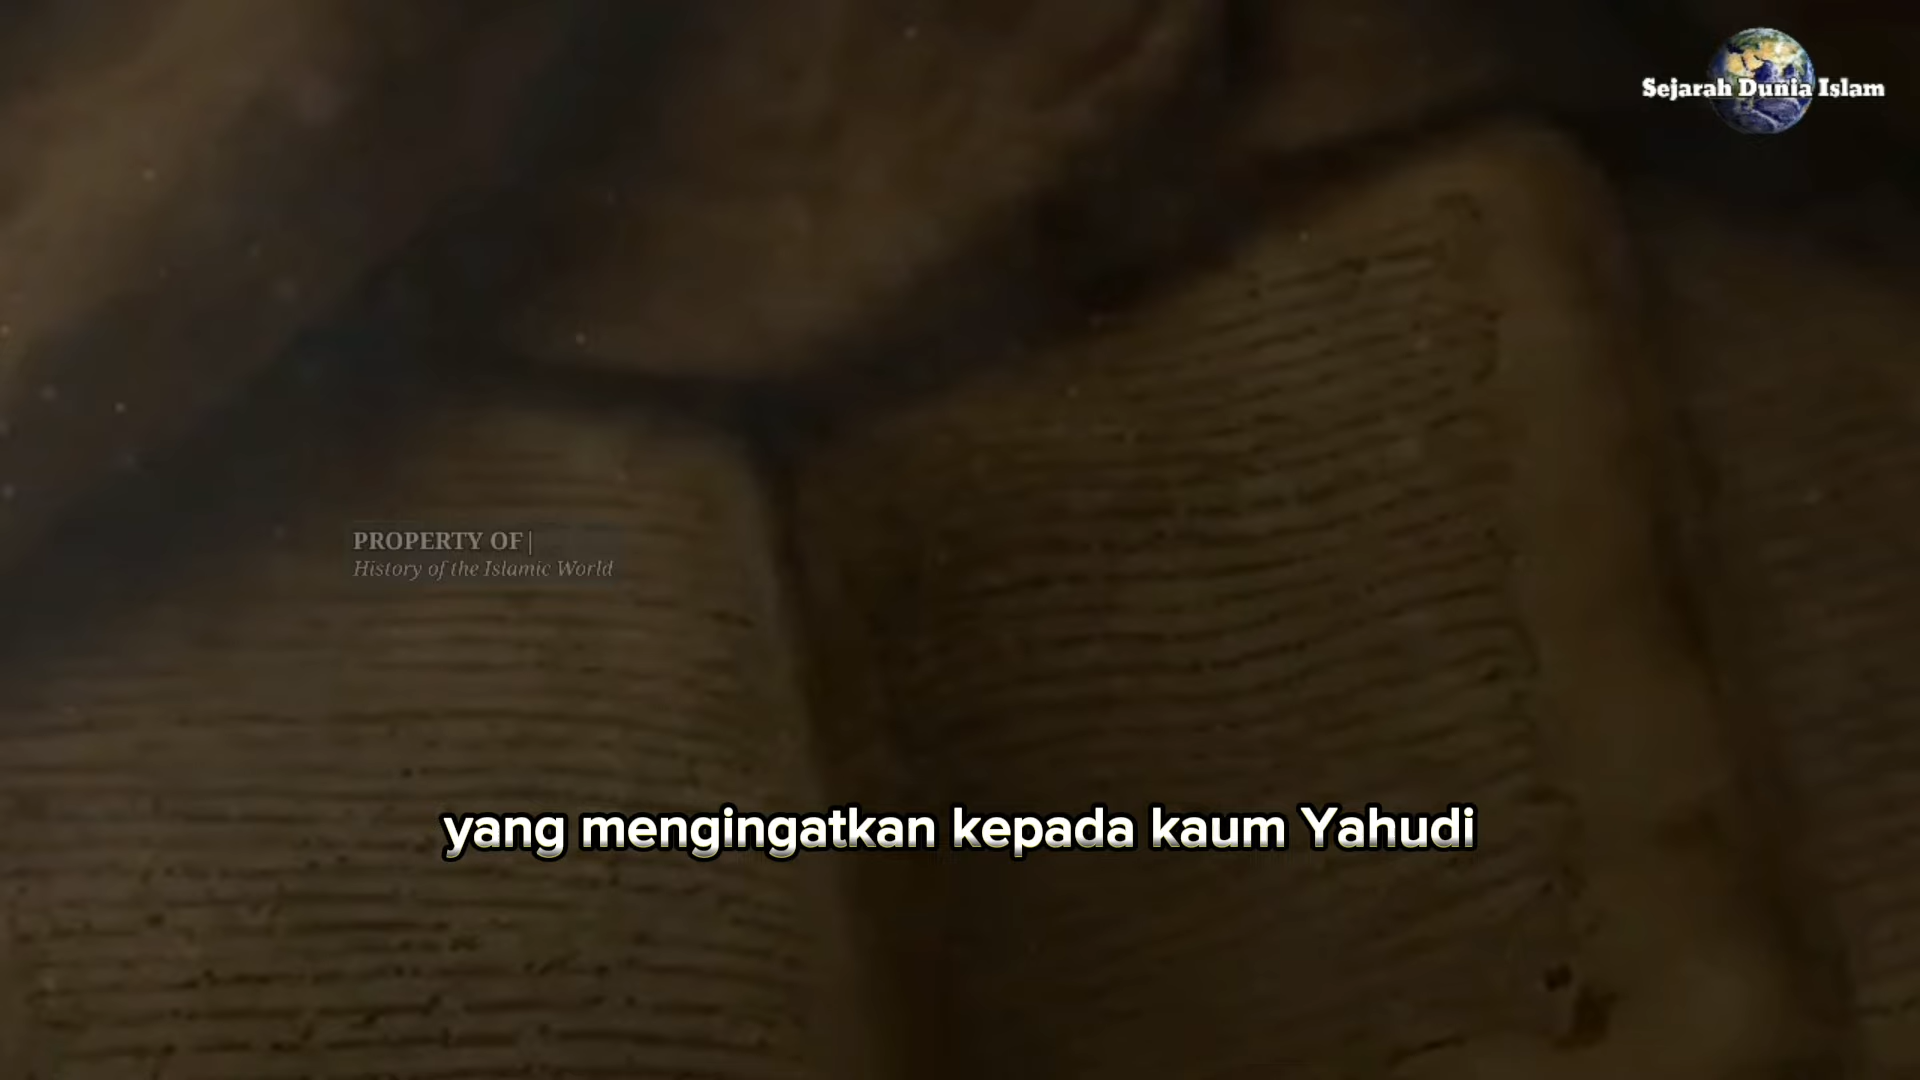 Sejarah Dunia Islam
PROPERTY OF|
History of the Islamic World
yang mengingatkan kepada kaum Yahudi